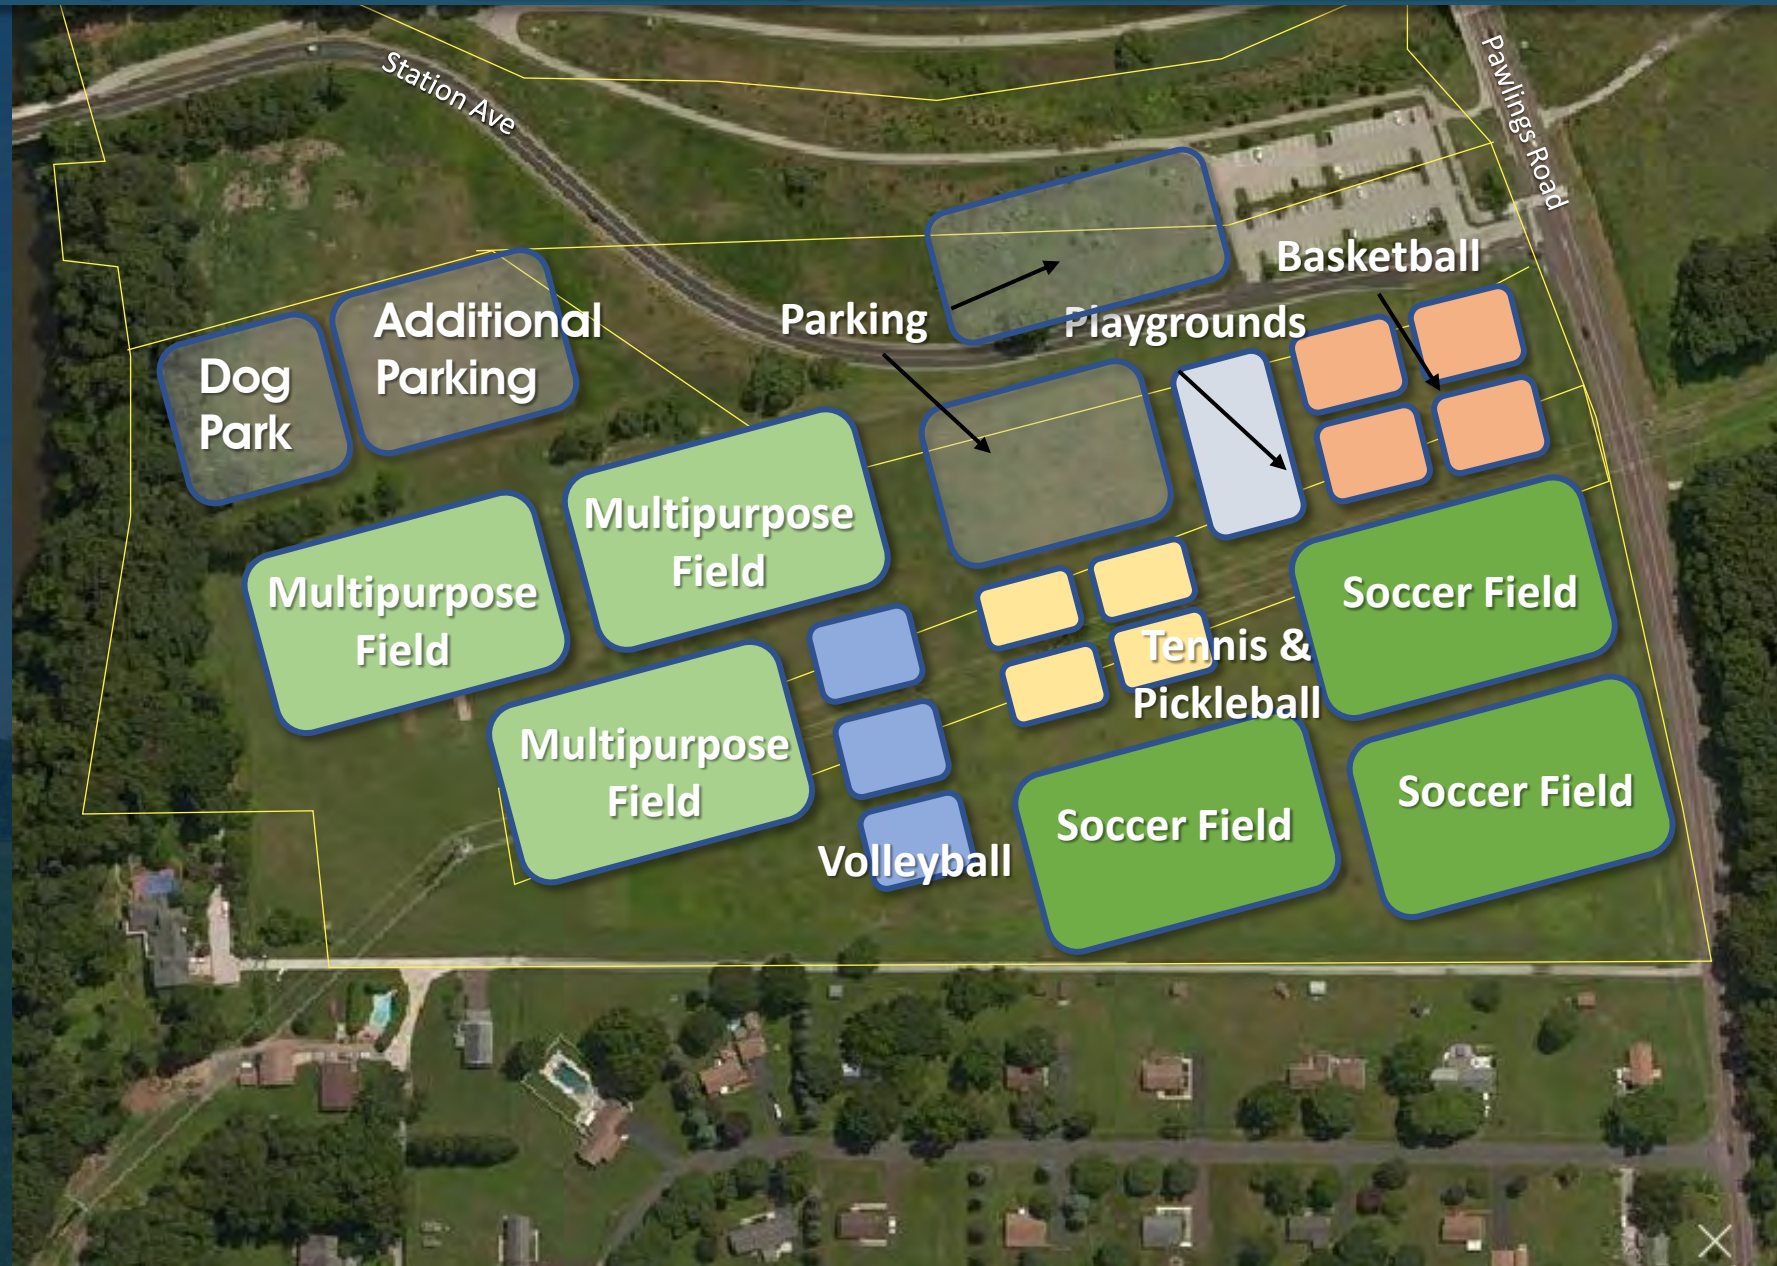 Station Ave
Pawlings Road
Basketball
Parking
Playgrounds
Additional
Parking
Dog
Park
Multipurpose
Field
Multipurpose
Field
Soccer Field
Tennis &
Pickleball
Multipurpose
Field
Soccer Field
Soccer Field
Volleyball